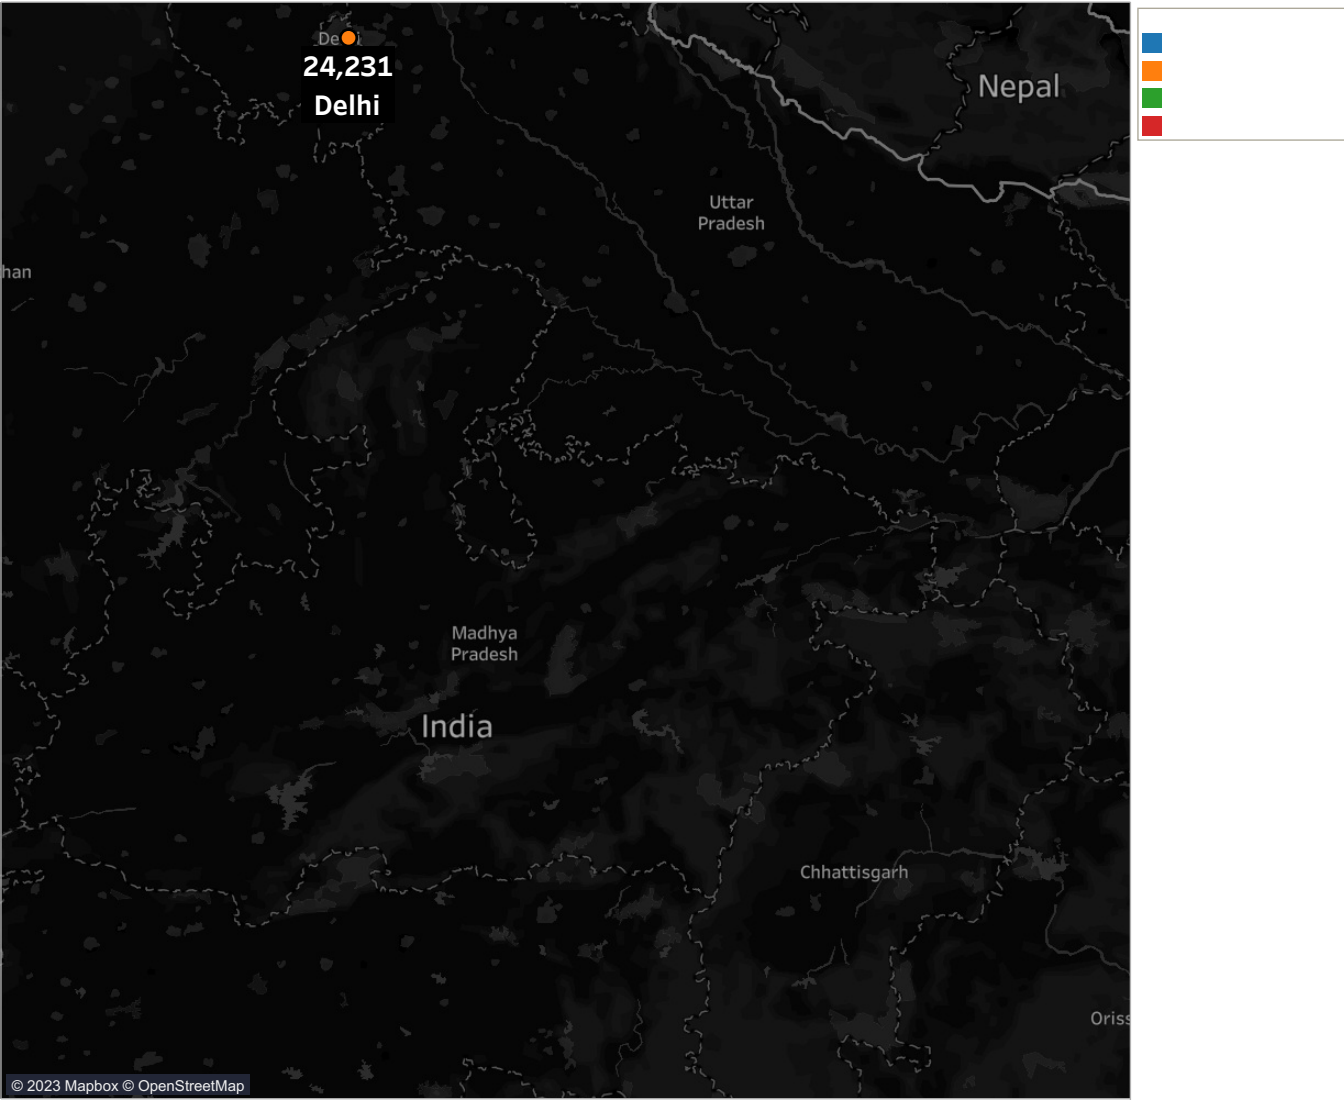 De
24,231
Delhi
Nepal
Uttar
Pradesh
han
Madhya
Pradesh
India
Chhattisgarh
Oriss
© 2023 Mapbox © OpenStreetMap